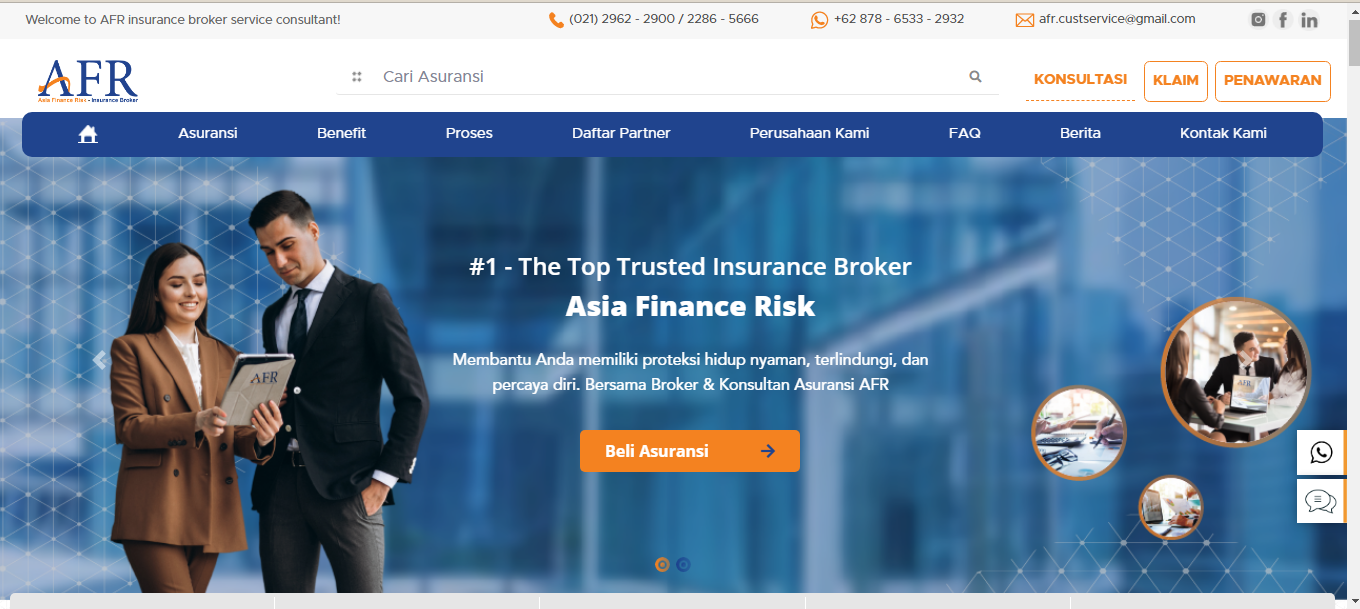 Welcome to AFR insurance broker service consultant!
(021) 2962 - 2900 / 2286 - 5666
+62 878 - 6533 - 2932
afr.custservice@gmail.com
AFR
Asia Finance Risk - Insurance Broker
Cari Asuransi
KONSULTASI
KLAIM
PENAWARAN
Asuransi
Benefit
Proses
Daftar Partner
Perusahaan Kami
FAQ
Berita
Kontak Kami
#1 - The Top Trusted Insurance Broker
Asia Finance Risk
Membantu Anda memiliki proteksi hidup nyaman, terlindungi, dan
percaya diri. Bersama Broker & Konsultan Asuransi AFR
Beli Asuransi
AFR
AFR